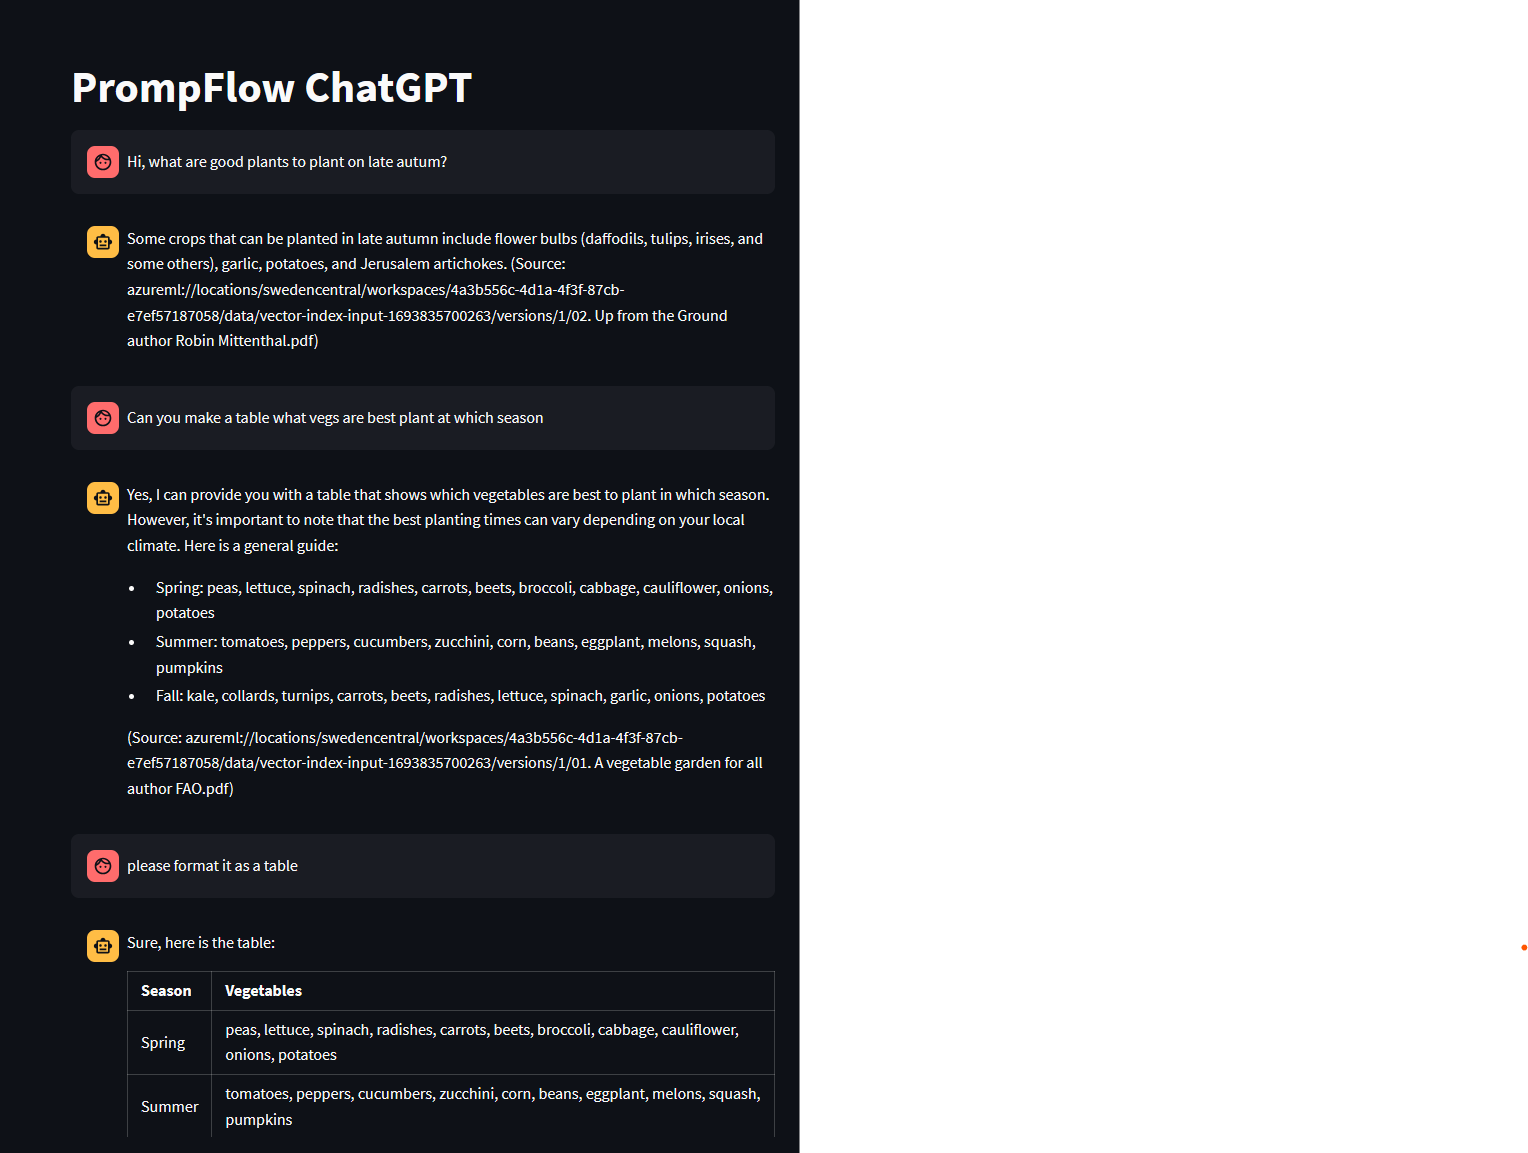 PrompFlow ChatGPT
Hi, what are good plants to plant on late autum?
Some crops that can be planted in late autumn include flower bulbs (daffodils, tulips, irises, and
some others), garlic, potatoes, and Jerusalem artichokes. (Source:
azureml://locations/swedencentral/workspaces/4a3b556c-4d1a-4f3f-87cb-
e7ef57187058/data/vector-index-input-1693835700263/versions/1/02. Up from the Ground
author Robin Mittenthal.pdf)
Can you make a table what vegs are best plant at which season
Yes, I can provide you with a table that shows which vegetables are best to plant in which season.
However, it's important to note that the best planting times can vary depending on your local
climate. Here is a general guide:
• Spring: peas, lettuce, spinach, radishes, carrots, beets, broccoli, cabbage, cauliflower, onions,
potatoes
• Summer: tomatoes, peppers, cucumbers, zucchini, corn, beans, eggplant, melons, squash,
pumpkins
• Fall: kale, collards, turnips, carrots, beets, radishes, lettuce, spinach, garlic, onions, potatoes
(Source: azureml://locations/swedencentral/workspaces/4a3b556c-4d1a-4f3f-87cb-
e7ef57187058/data/vector-index-input-1693835700263/versions/1/01. A vegetable garden for all
author FAO.pdf)
please format it as a table
Sure, here is the table:
Season Vegetables
Spring peas, lettuce, spinach, radishes, carrots, beets, broccoli, cabbage, cauliflower,
onions, potatoes
Summer tomatoes, peppers, cucumbers, zucchini, corn, beans, eggplant, melons, squash,
pumpkins